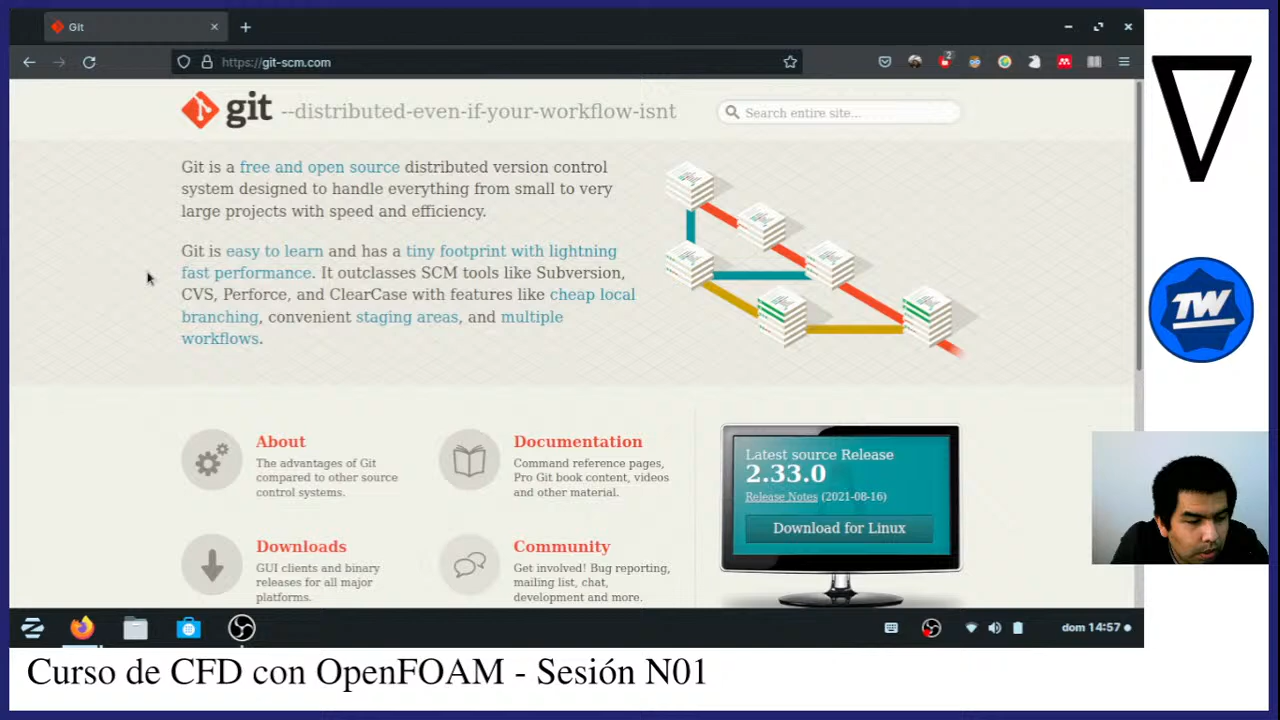 Git
https://git-scm.com
2
git --distributed-even-if-your-workflow-isnt
Search entire site...
Git is a free and open source distributed version control
system designed to handle everything from small to very
large projects with speed and efficiency.
Git is easy to learn and has a tiny footprint with lightning
fast performance. It outclasses SCM tools like Subversion,
CVS, Perforce, and ClearCase with features like cheap local
branching, convenient staging areas, and multiple
workflows.
About
The advantages of Git
compared to other source
control systems.
Documentation
Command reference pages,
Pro Git book content, videos
and other material.
Downloads
GUI clients and binary
releases for all major
platforms.
Community
Get involved! Bug reporting,
mailing list, chat,
development and more.
Latest source Release
2.33.0
Release Notes (2021-08-16)
Download for Linux
dom 14:57
TW
Curso de CFD con OpenFOAM - Sesión N01